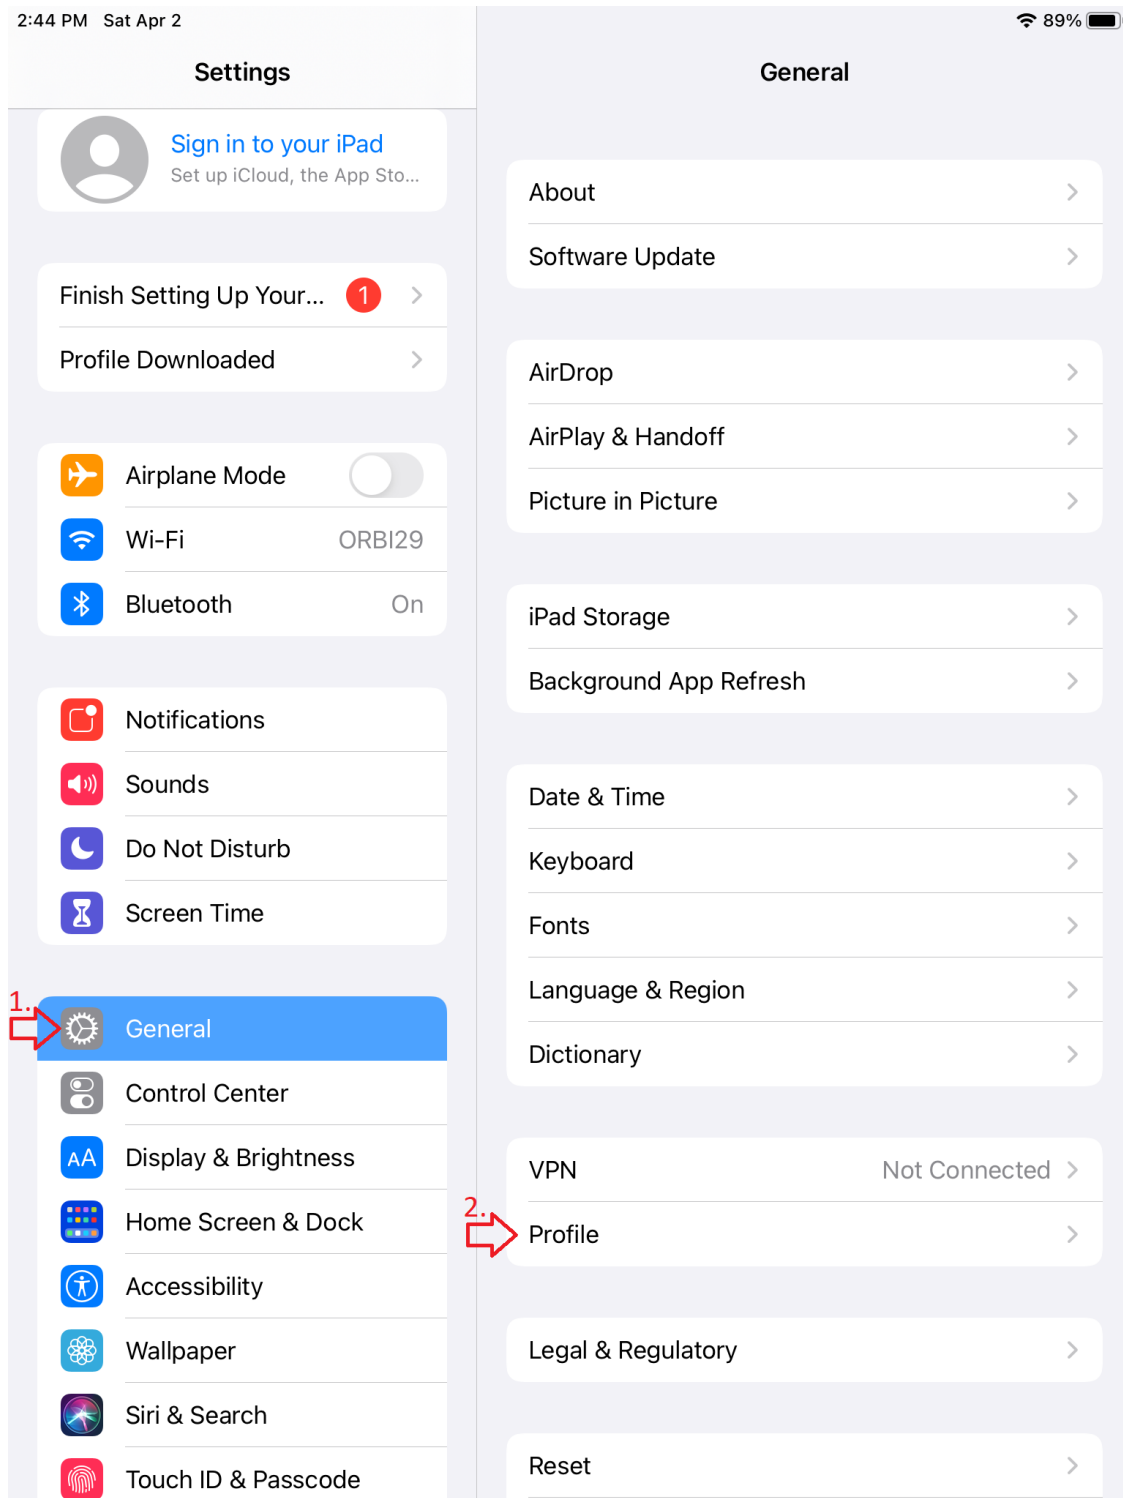 2:44 PM Sat Apr 2
89%
Settings
Sign in to your iPad
Set up iCloud, the App Sto...
Finish Setting Up Your... 1
Profile Downloaded
Airplane Mode
Wi-Fi ORBI29
Bluetooth On
Notifications
Sounds
Do Not Disturb
Screen Time
1.
General
Control Center
AA Display & Brightness
Home Screen & Dock
Accessibility
Wallpaper
Siri & Search
Touch ID & Passcode
General
About
Software Update
AirDrop
AirPlay & Handoff
Picture in Picture
iPad Storage
Background App Refresh
Date & Time
Keyboard
Fonts
Language & Region
Dictionary
VPN Not Connected
2.
Profile
Legal & Regulatory
Reset